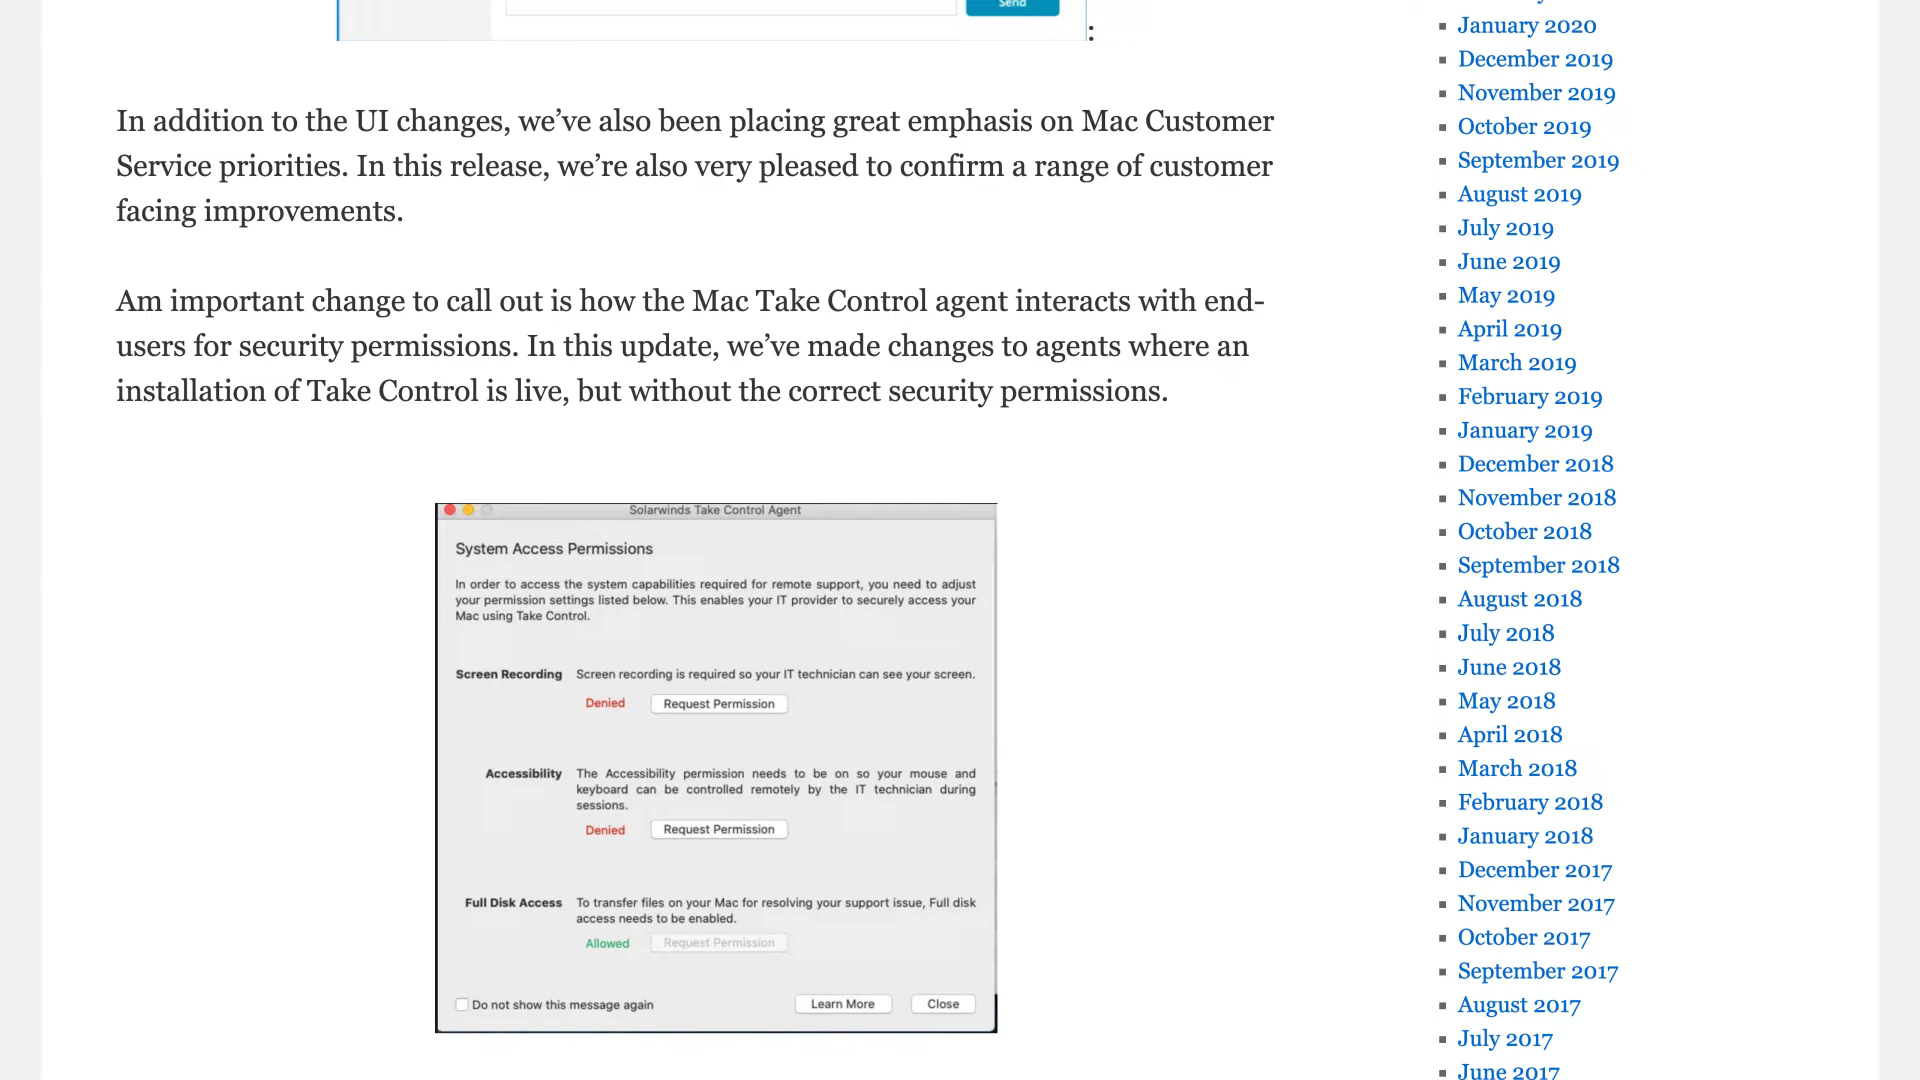 Send
:
In addition to the UI changes, we’ve also been placing great emphasis on Mac Customer
Service priorities. In this release, we’re also very pleased to confirm a range of customer
facing improvements.
Am important change to call out is how the Mac Take Control agent interacts with end-
users for security permissions. In this update, we’ve made changes to agents where an
installation of Take Control is live, but without the correct security permissions.
Solarwinds Take Control Agent
System Access Permissions
In order to access the system capabilities required for remote support, you need to adjust
your permission settings listed below. This enables your IT provider to securely access your
Mac using Take Control.
Screen Recording Screen recording is required so your IT technician can see your screen.
Denied Request Permission
Accessibility The Accessibility permission needs to be on so your mouse and
keyboard can be controlled remotely by the IT technician during
sessions.
Denied Request Permission
Full Disk Access To transfer files on your Mac for resolving your support issue, Full disk
access needs to be enabled.
Allowed Request Permission
Do not show this message again Learn More Close
January 2020
December 2019
November 2019
October 2019
September 2019
August 2019
July 2019
June 2019
May 2019
April 2019
March 2019
February 2019
January 2019
December 2018
November 2018
October 2018
September 2018
August 2018
July 2018
June 2018
May 2018
April 2018
March 2018
February 2018
January 2018
December 2017
November 2017
October 2017
September 2017
August 2017
July 2017
June 2017